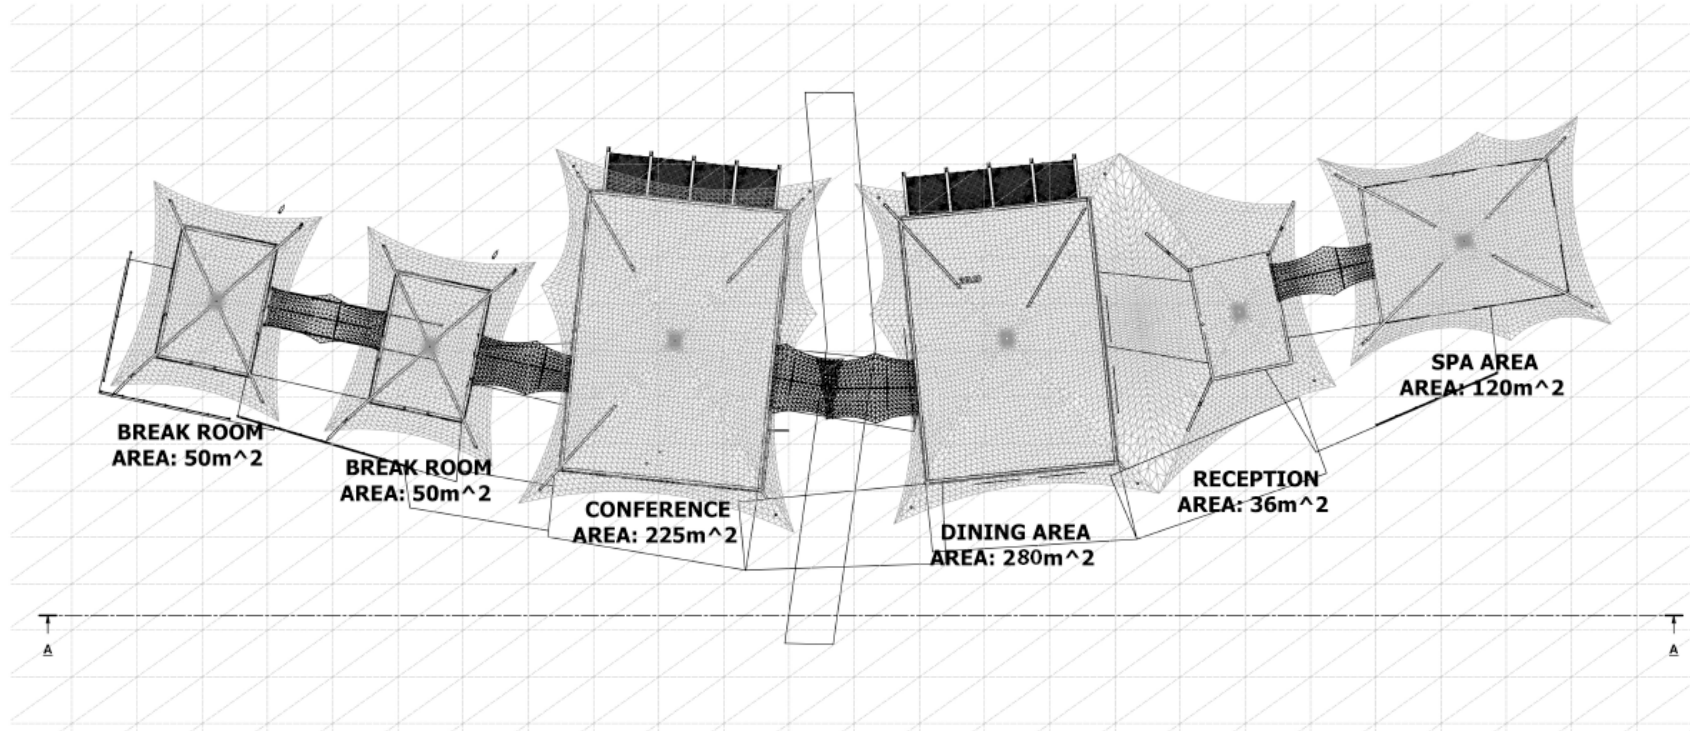 SPA AREA
AREA: 120m^2
BREAK ROOM
AREA: 50m^2
BREAK ROOM
AREA: 50m^2
RECEPTION
AREA: 36m^2
CONFERENCE
AREA: 225m^2
DINING AREA
AREA: 280m^2
A
A